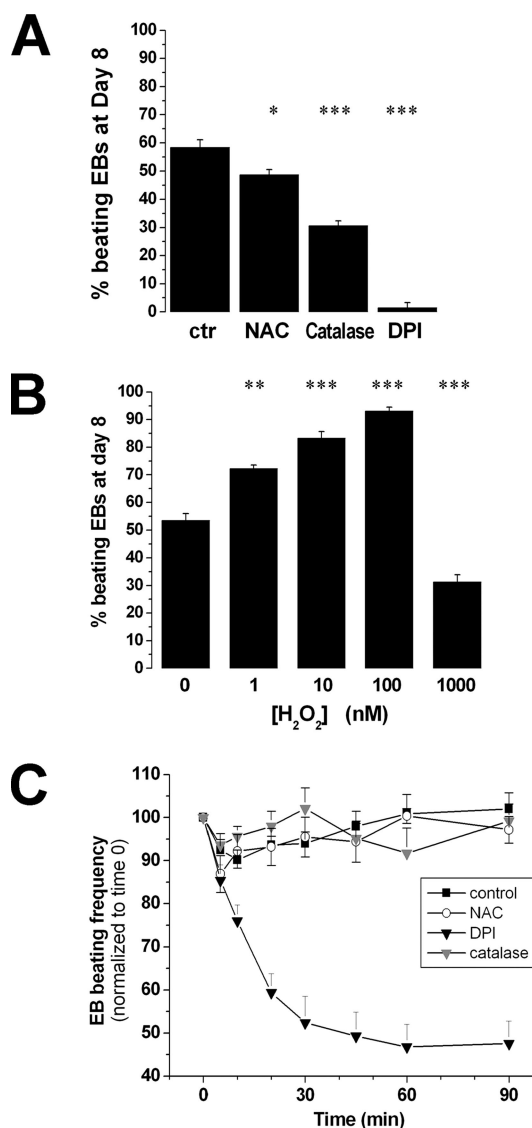 A
% beating EBs at Day 8
100
90
80
70
60
50
40
30
20
10
0
* *** ***
ctr NAC Catalase DPI
B
% beating EBs at day 8
100
90
80
70
60
50
40
30
20
10
0
** *** *** ***
0 1 10 100 1000
[H₂O₂] (nM)
C
EB beating frequency
(normalized to time 0)
110
100
90
80
70
60
50
40
control
NAC
DPI
catalase
0 30 60 90
Time (min)